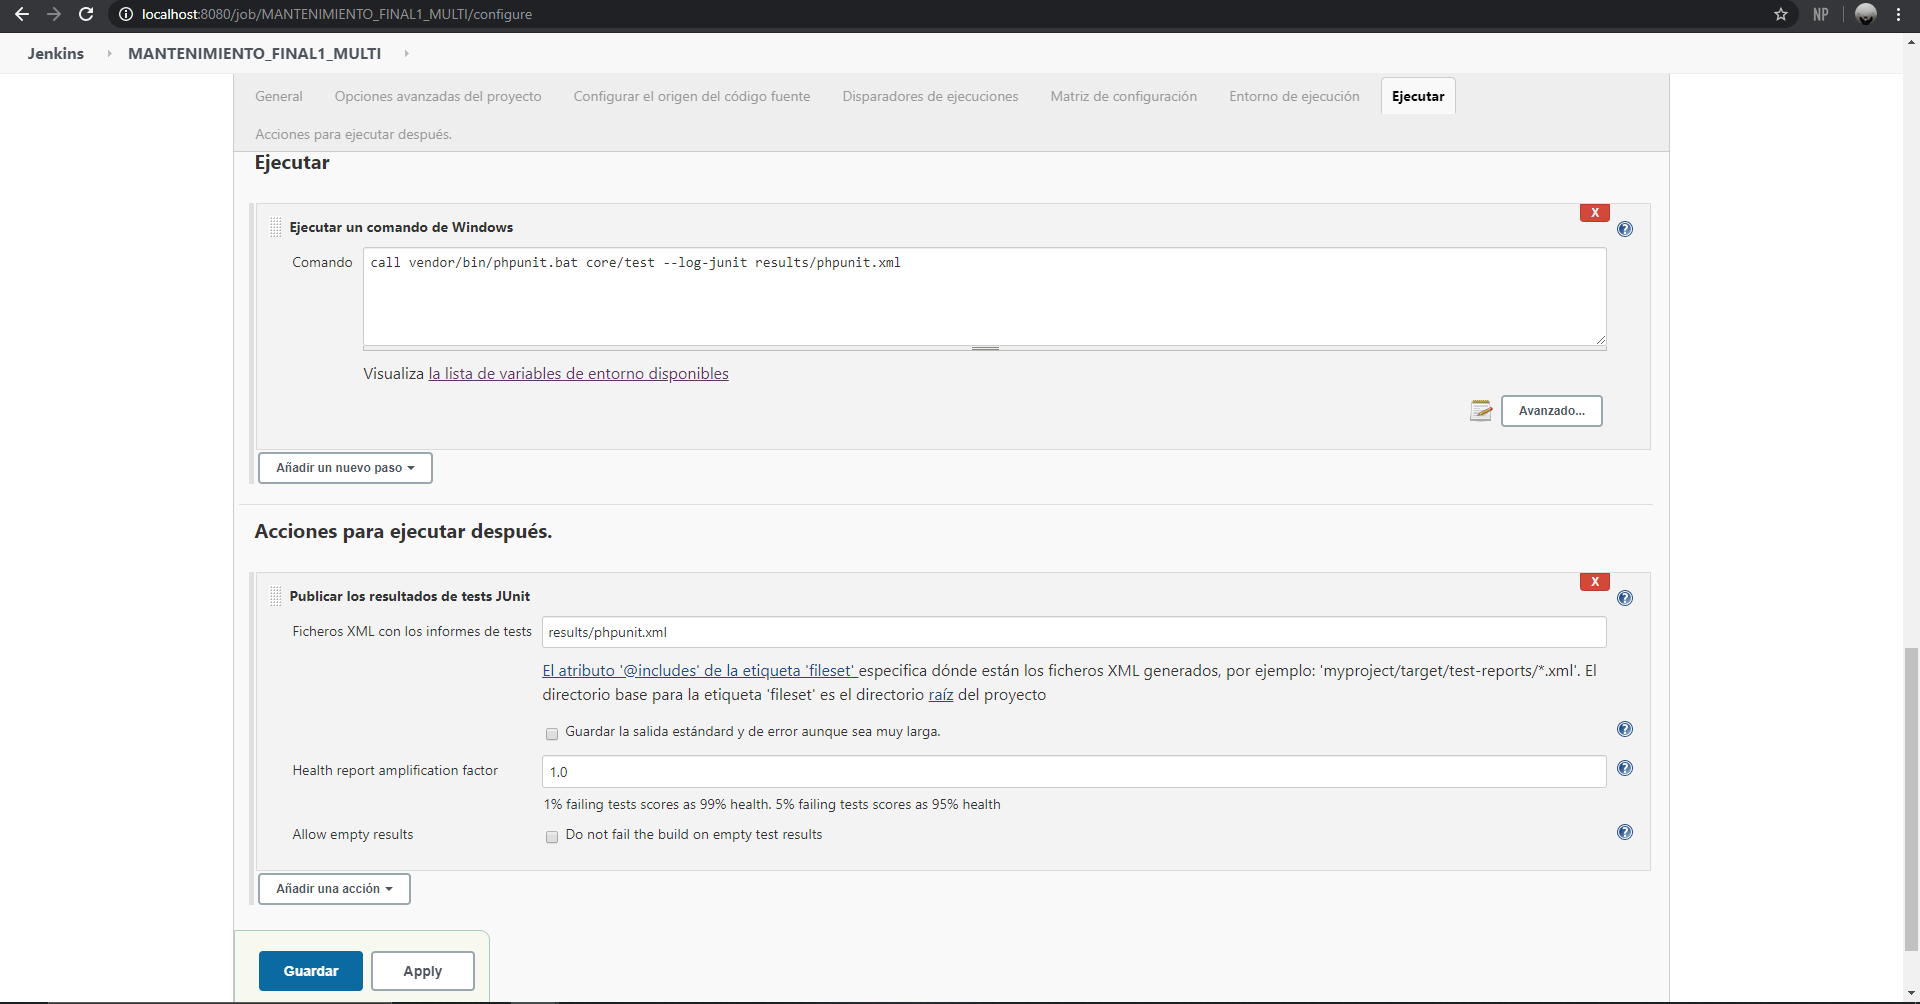 localhost:8080/job/MANTENIMIENTO_FINAL1_MULTI/configure
NP
Jenkins
MANTENIMIENTO_FINAL1_MULTI
General
Opciones avanzadas del proyecto
Configurar el origen del código fuente
Disparadores de ejecuciones
Matriz de configuración
Entorno de ejecución
Ejecutar
Acciones para ejecutar después.
Ejecutar
X
Ejecutar un comando de Windows
Comando
call vendor/bin/phpunit.bat core/test --log-junit results/phpunit.xml
Visualiza la lista de variables de entorno disponibles
Avanzado...
Añadir un nuevo paso
Acciones para ejecutar después.
X
Publicar los resultados de tests JUnit
Ficheros XML con los informes de tests
results/phpunit.xml
El atributo '@includes' de la etiqueta 'fileset' especifica dónde están los ficheros XML generados, por ejemplo: 'myproject/target/test-reports/*.xml'. El
directorio base para la etiqueta 'fileset' es el directorio raíz del proyecto
Guardar la salida estándard y de error aunque sea muy larga.
Health report amplification factor
1.0
1% failing tests scores as 99% health. 5% failing tests scores as 95% health
Allow empty results
Do not fail the build on empty test results
Añadir una acción
Guardar
Apply